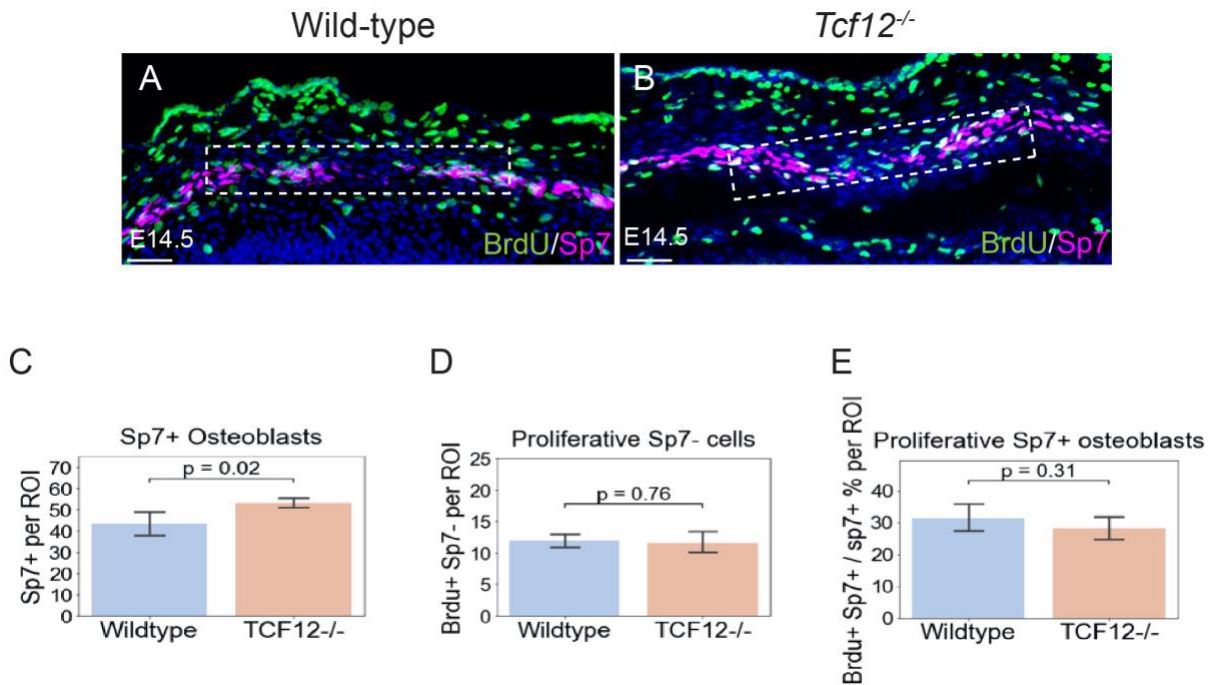 Wild-type
Tcf12-/-
A
B
E14.5
BrdU/Sp7
E14.5
BrdU/Sp7
C
D
E
Sp7+ Osteoblasts
p = 0.02
Sp7+ per ROI
70
60
50
40
30
20
10
0
Wildtype
TCF12-/-
Proliferative Sp7- cells
p = 0.76
Brdu+ Sp7- per ROI
25
20
15
10
5
0
Wildtype
TCF12-/-
Proliferative Sp7+ osteoblasts
p = 0.31
Brdu+ Sp7+ / sp7+ % per ROI
40
30
20
10
0
Wildtype
TCF12-/-